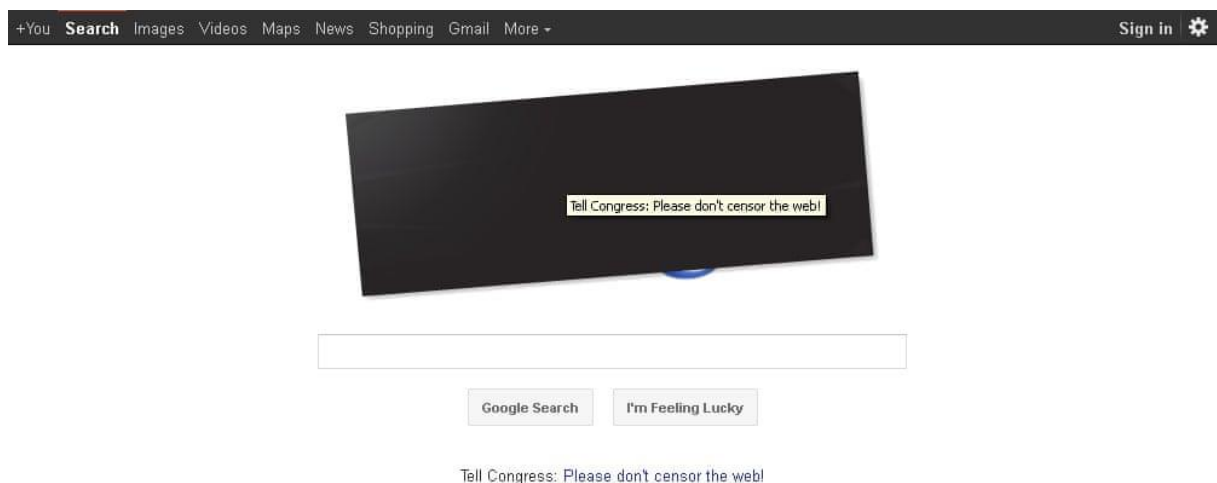 +You Search Images Videos Maps News Shopping Gmail More Sign in
Tell Congress: Please don't censor the web!
Google Search I'm Feeling Lucky
Tell Congress: Please don't censor the web!